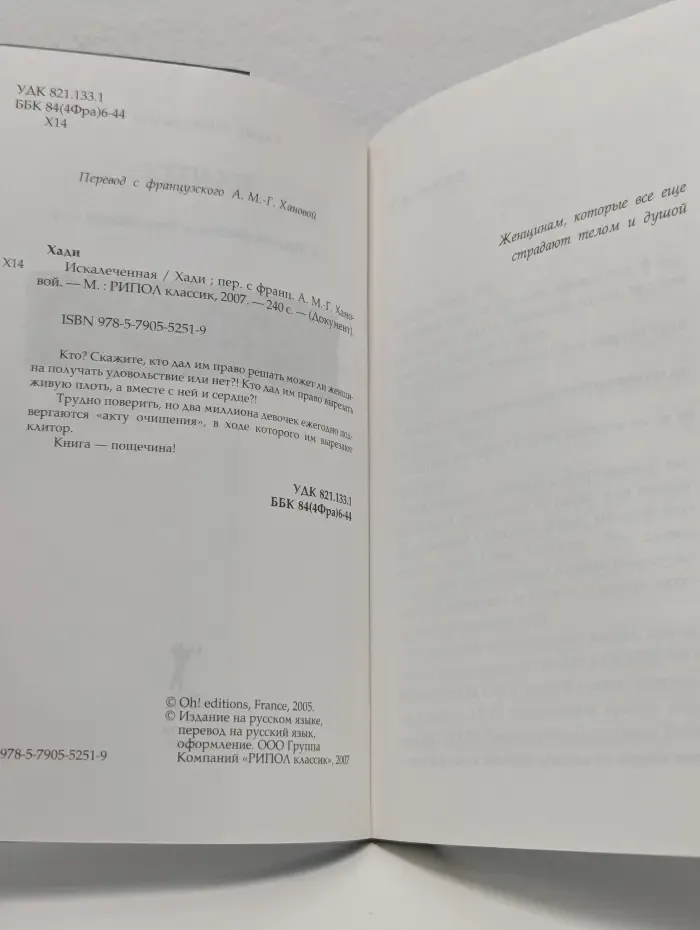 УДК 821.133.1
ББК 84(4Фра)6-44
Х14
Перевод с французского А. М.-Г. Хановой
Хади
Х14 Искалеченная / Хади ; пер. с франц. А. М.-Г. Хано-
вой. — М. : РИПОЛ классик, 2007. — 240 с. — (Документ).
ISBN 978-5-7905-5251-9
Кто? Скажите, кто дал им право решать может ли женщи-
на получать удовольствие или нет?! Кто дал им право вырезать
живую плоть, а вместе с ней и сердце?!
Трудно поверить, но два миллиона девочек ежегодно под-
вергаются «акту очищения», в ходе которого им вырезают
клитор.
Книга — пощечина!
УДК 821.133.1
ББК 84(4Фра)6-44
© Oh! editions, France, 2005.
© Издание на русском языке,
перевод на русский язык,
оформление. ООО Группа
Компаний «РИПОЛ классик», 2007
978-5-7905-5251-9
Женщинам, которые все еще
страдают телом и душой